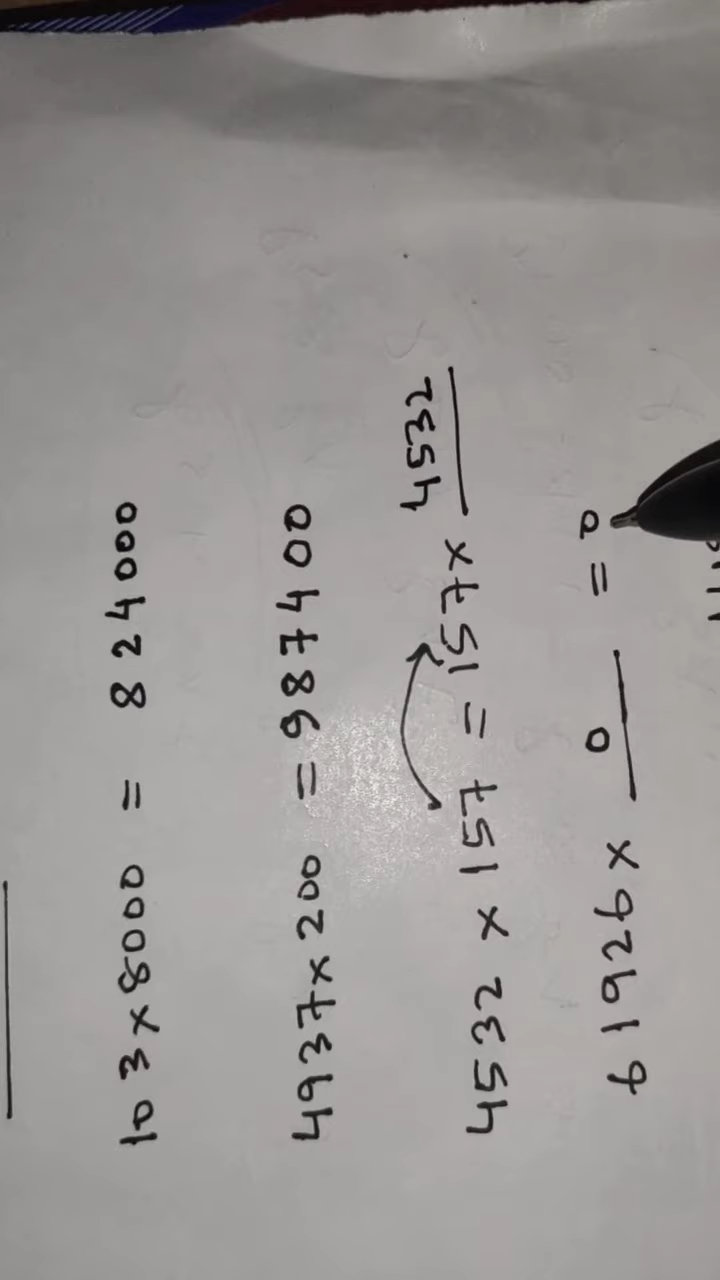 103 × 8000 = 824000
4937 × 200 = 987400
4532 × 157 = 157 × 4532
61926 × 0 = 0